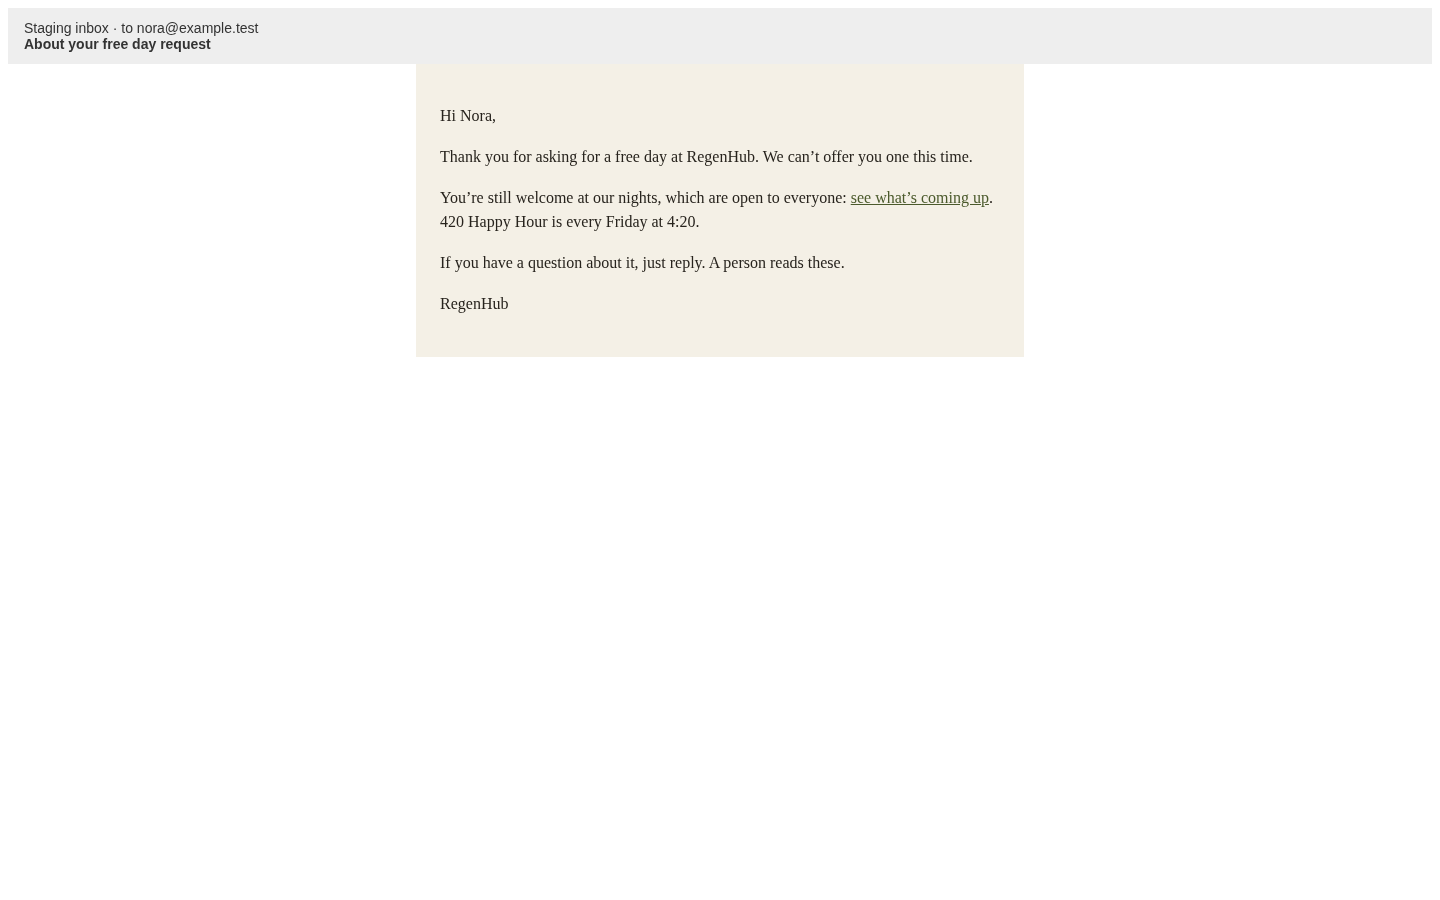 Staging inbox · to nora@example.test
About your free day request
Hi Nora,
Thank you for asking for a free day at RegenHub. We can’t offer you one this time.
You’re still welcome at our nights, which are open to everyone: see what’s coming up.
420 Happy Hour is every Friday at 4:20.
If you have a question about it, just reply. A person reads these.
RegenHub